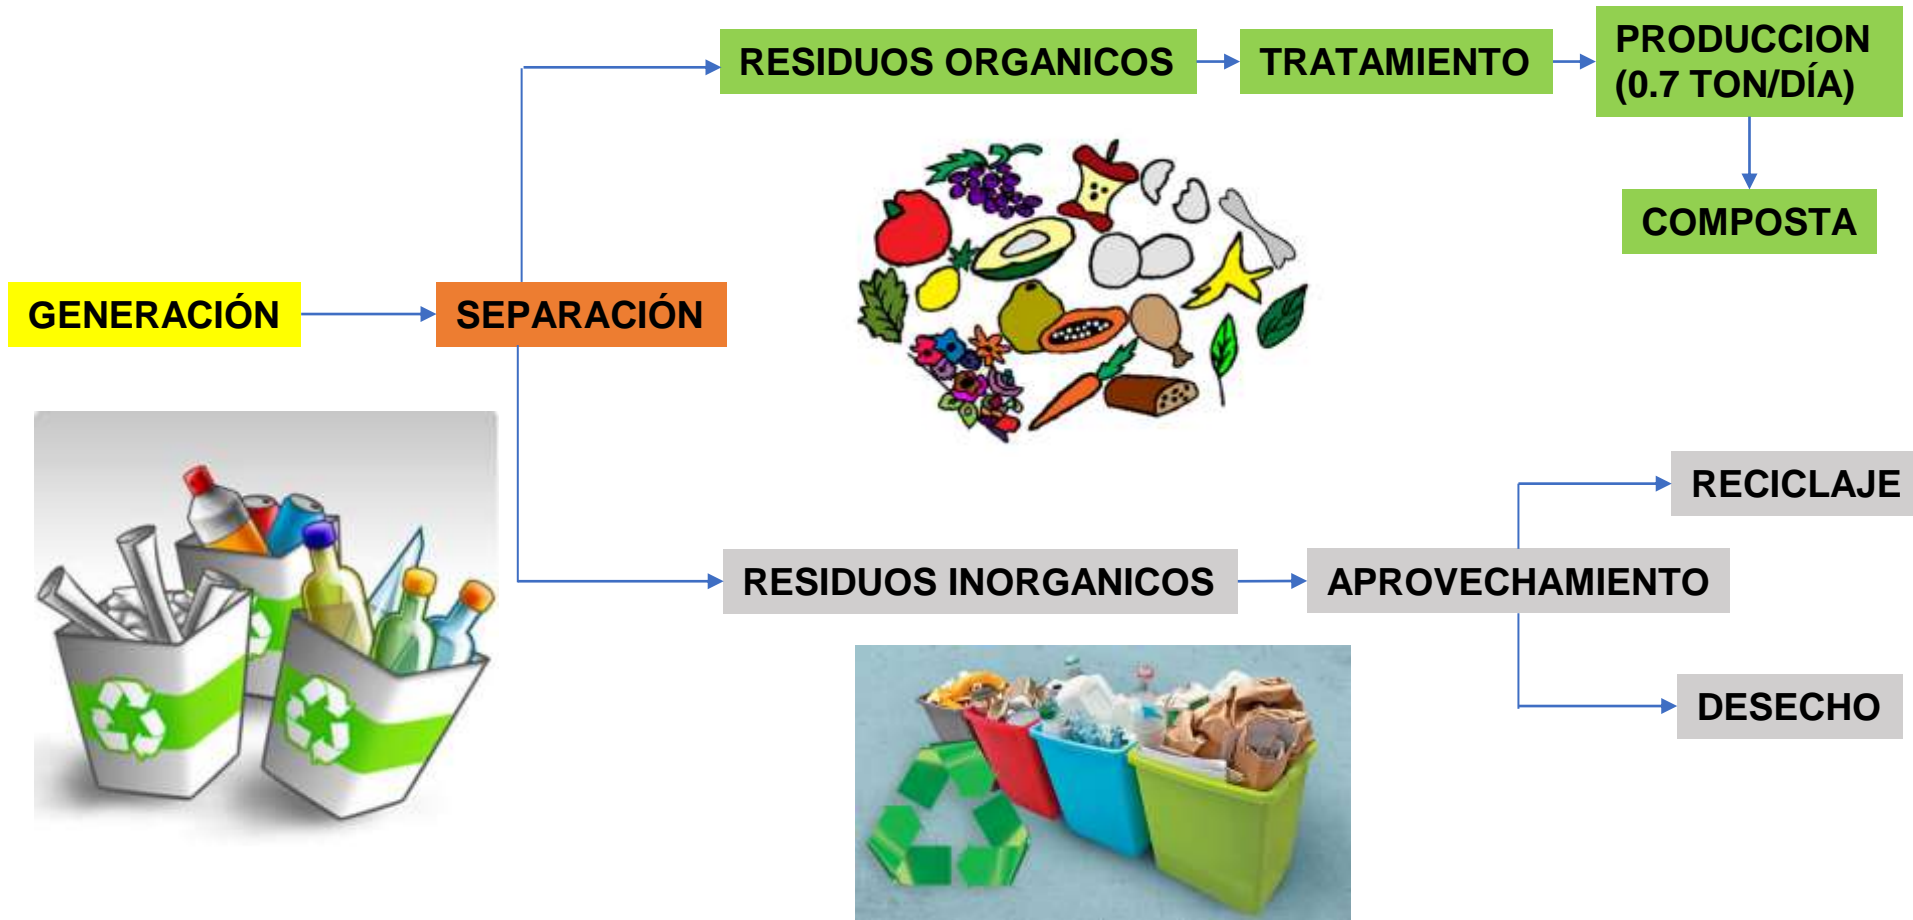 GENERACIÓN
SEPARACIÓN
RESIDUOS ORGANICOS
TRATAMIENTO
PRODUCCION
(0.7 TON/DÍA)
COMPOSTA
RESIDUOS INORGANICOS
APROVECHAMIENTO
RECICLAJE
DESECHO